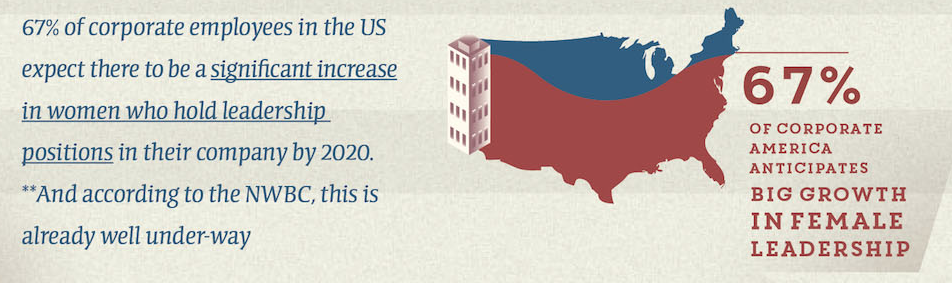 67% of corporate employees in the US
expect there to be a significant increase
in women who hold leadership
positions in their company by 2020.
**And according to the NWBC, this is
already well under-way
67%
OF CORPORATE
AMERICA
ANTICIPATES
BIG GROWTH
IN FEMALE
LEADERSHIP